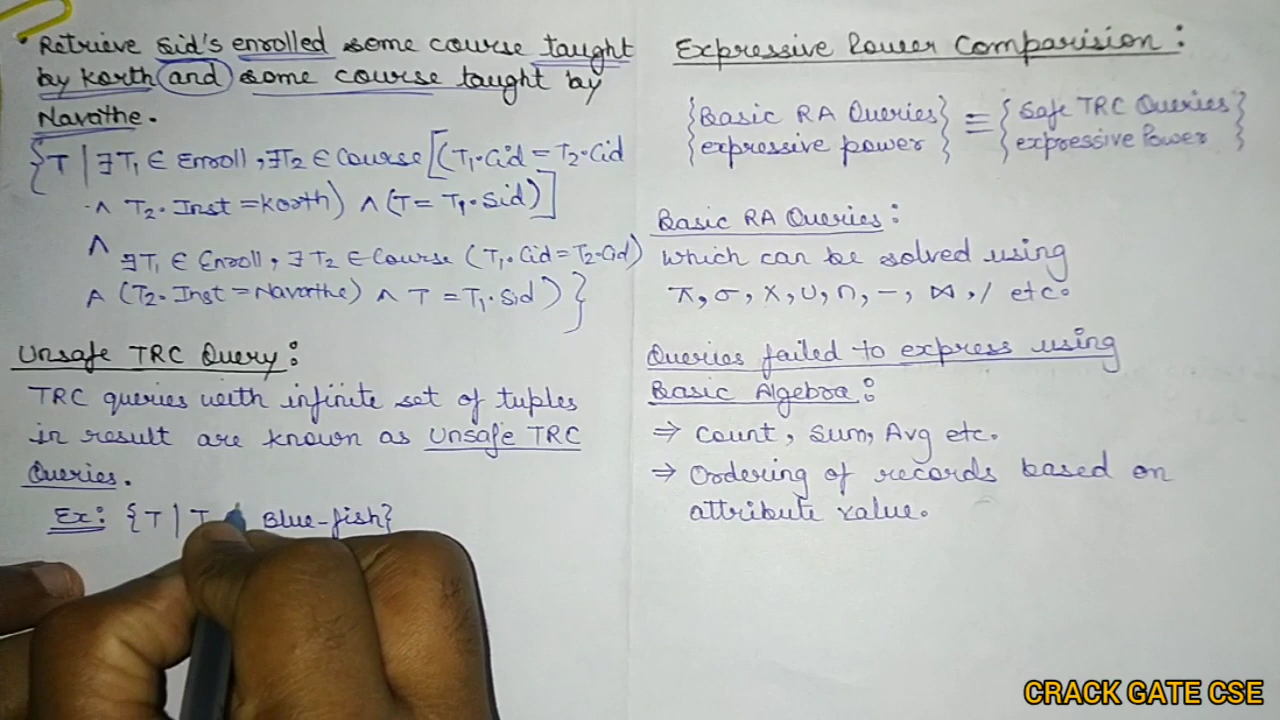 • Retrieve Sid's enrolled some course taught
by Korth and some course taught by
Navathe.
{T | ∃T₁ ∈ Enroll, ∃T₂ ∈ Course [(T₁.Cid = T₂.Cid
∧ T₂.Inst = Korth) ∧ (T = T₁.Sid)]
∧ ∃T₁ ∈ Enroll, ∃T₂ ∈ Course (T₁.Cid = T₂.Cid)
∧ (T₂.Inst = Navathe) ∧ T = T₁.Sid)}
Unsafe TRC Query:
TRC queries with infinite set of tuples
in result are known as Unsafe TRC
Queries.
Ex: {T | T Blue-fish}
Expressive Power Comparision:
{Basic RA Queries expressive power} ≡ {Safe TRC Queries expressive Power}
Basic RA Queries:
which can be solved using
π, σ, ×, ∪, ∩, −, ⋈, / etc.
Queries failed to express using
Basic Algebra:
⇒ Count, Sum, Avg etc.
⇒ Ordering of records based on
attribute value.
CRACK GATE CSE